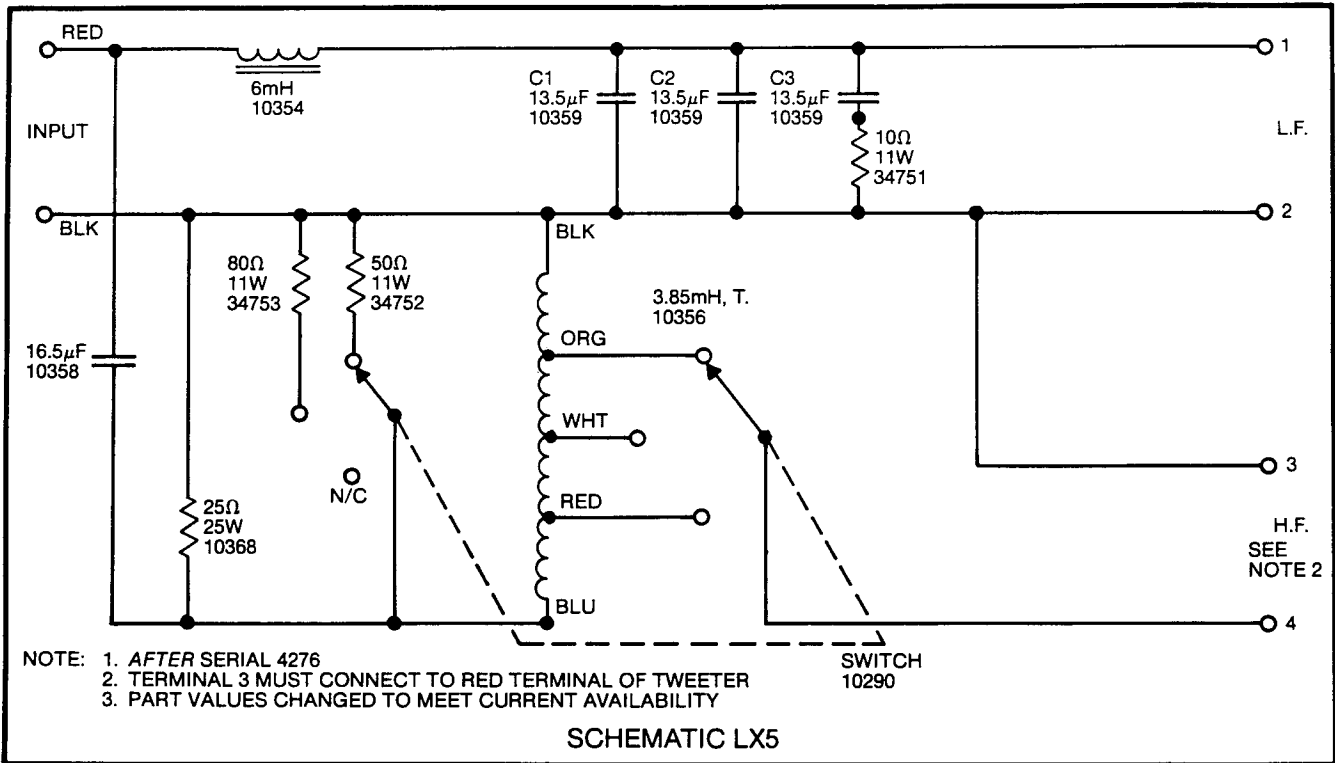 RED
1
6mH
10354
C1
13.5µF
10359
C2
13.5µF
10359
C3
13.5µF
10359
INPUT
10Ω
11W
34751
L.F.
BLK
BLK
2
80Ω
11W
34753
50Ω
11W
34752
3.85mH, T.
10356
ORG
16.5µF
10358
WHT
N/C
RED
3
25Ω
25W
10368
H.F.
SEE
NOTE 2
BLU
4
SWITCH
10290
NOTE: 1. AFTER SERIAL 4276
2. TERMINAL 3 MUST CONNECT TO RED TERMINAL OF TWEETER
3. PART VALUES CHANGED TO MEET CURRENT AVAILABILITY
SCHEMATIC LX5